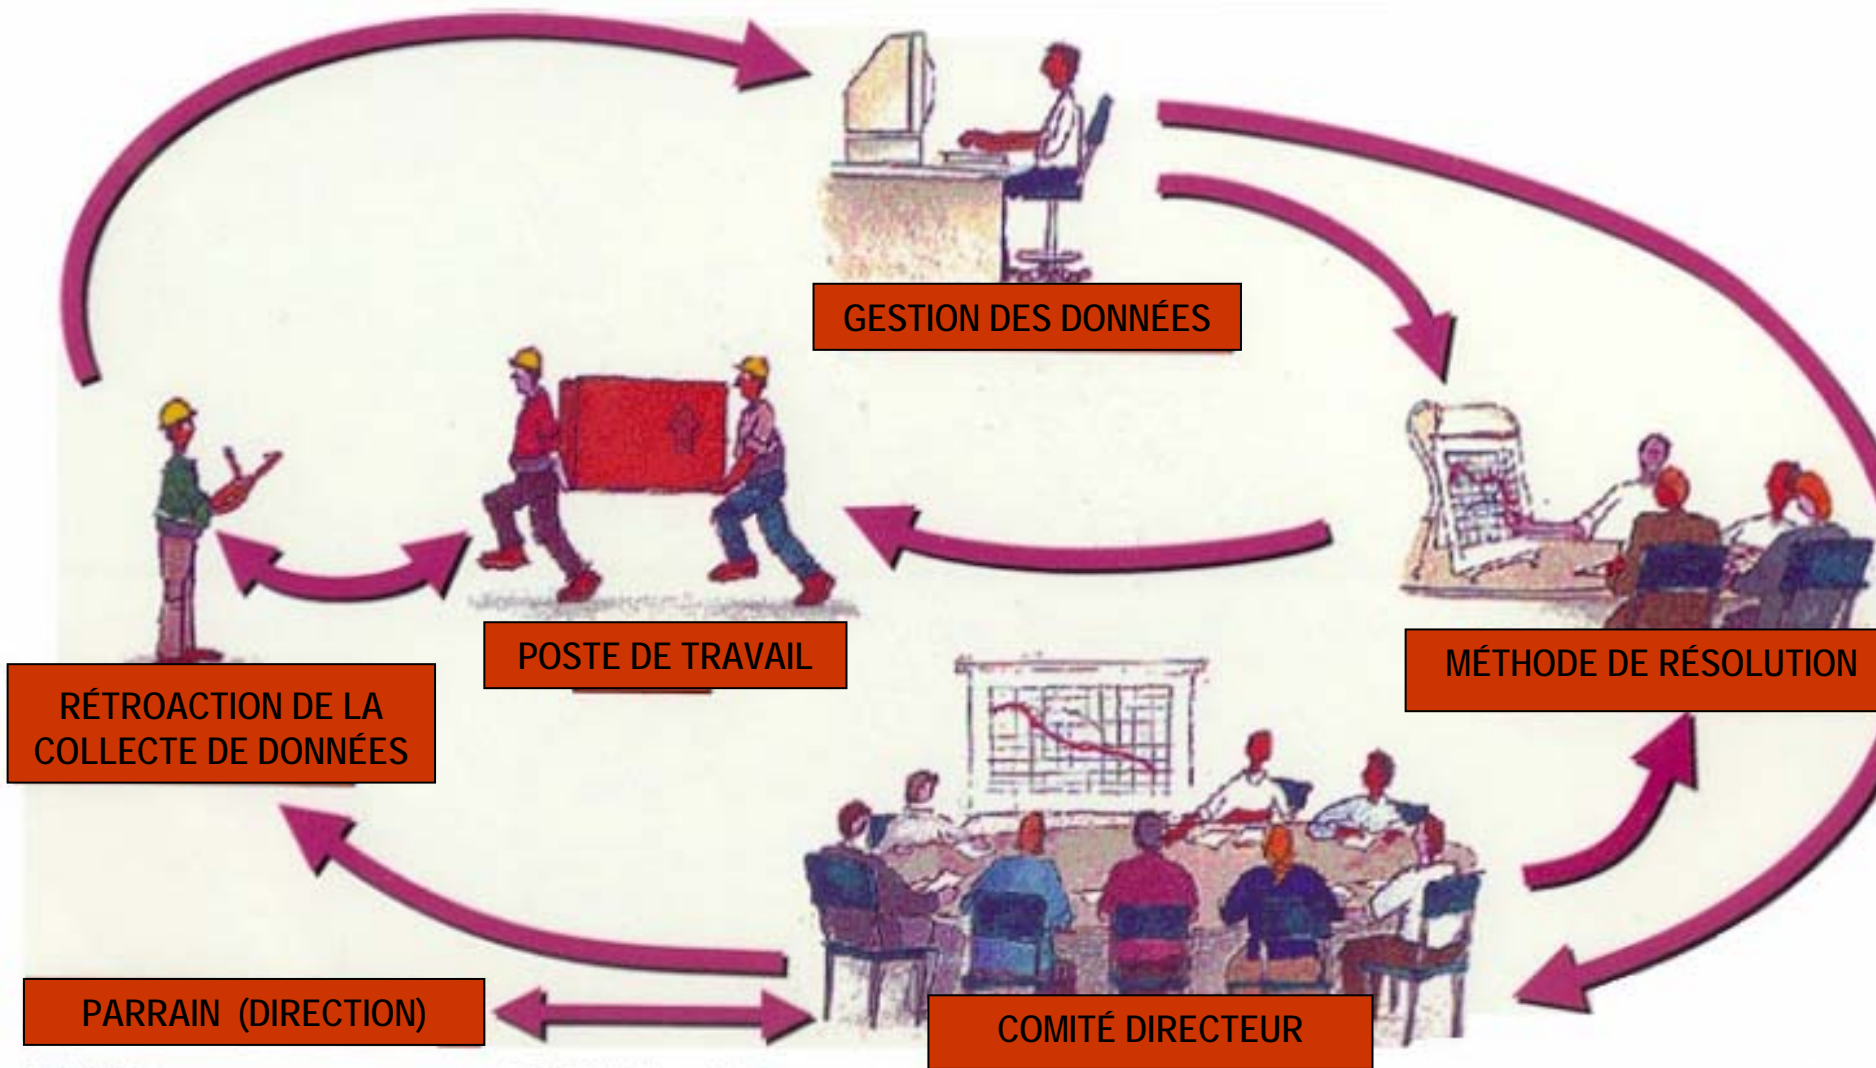 GESTION DES DONNÉES
POSTE DE TRAVAIL
MÉTHODE DE RÉSOLUTION
RÉTROACTION DE LA
COLLECTE DE DONNÉES
PARRAIN (DIRECTION)
COMITÉ DIRECTEUR